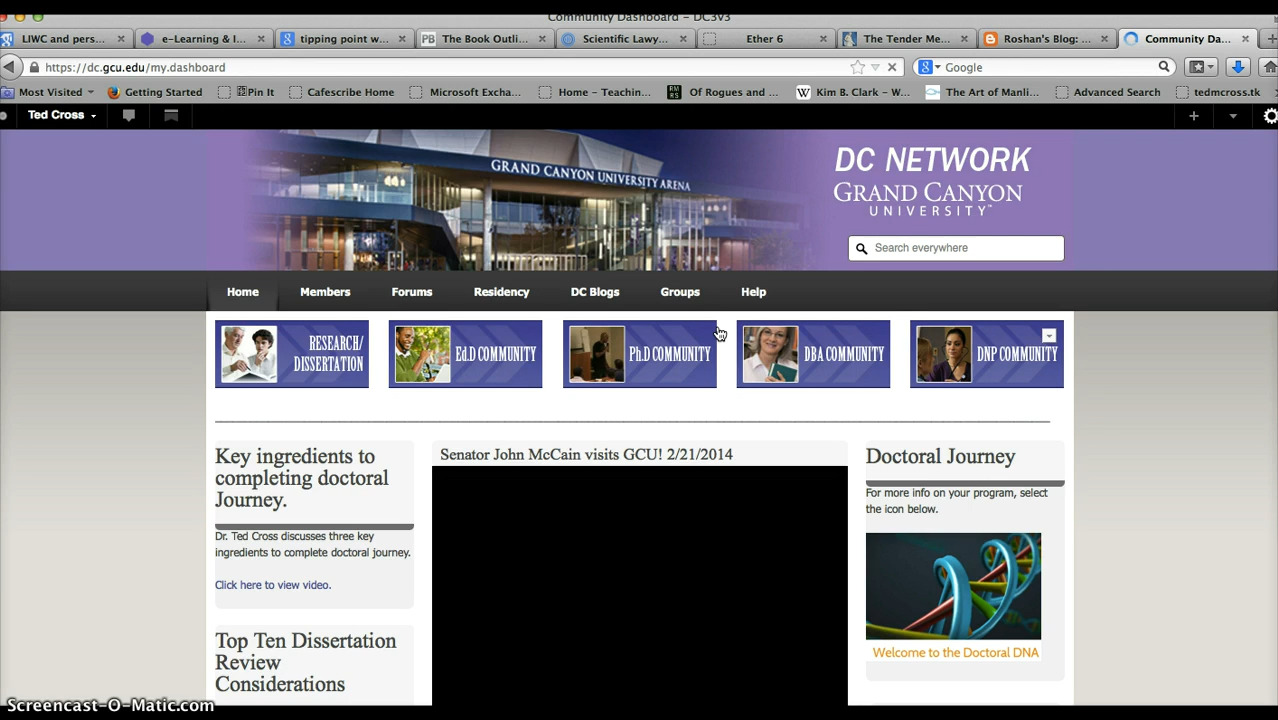 Community Dashboard - DC3V3
LIWC and pers... e-Learning & I... tipping point w... PB The Book Outli... Scientific Lawy... Ether 6 The Tender Me... Roshan's Blog: ... Community Da...
https://dc.gcu.edu/my.dashboard Google
Most Visited Getting Started Pin It Cafescribe Home Microsoft Excha... Home - Teachin... Of Rogues and ... W Kim B. Clark - W... The Art of Manli... Advanced Search tedmcross.tk
Ted Cross
GRAND CANYON UNIVERSITY ARENA
DC NETWORK
GRAND CANYON
UNIVERSITY™
Search everywhere
Home Members Forums Residency DC Blogs Groups Help
RESEARCH/
DISSERTATION
Ed.D COMMUNITY
Ph.D COMMUNITY
DBA COMMUNITY
DNP COMMUNITY
Key ingredients to
completing doctoral
Journey.
Dr. Ted Cross discusses three key
ingredients to complete doctoral journey.
Click here to view video.
Top Ten Dissertation
Review
Considerations
Senator John McCain visits GCU! 2/21/2014
Doctoral Journey
For more info on your program, select
the icon below.
Welcome to the Doctoral DNA
Screencast-O-Matic.com